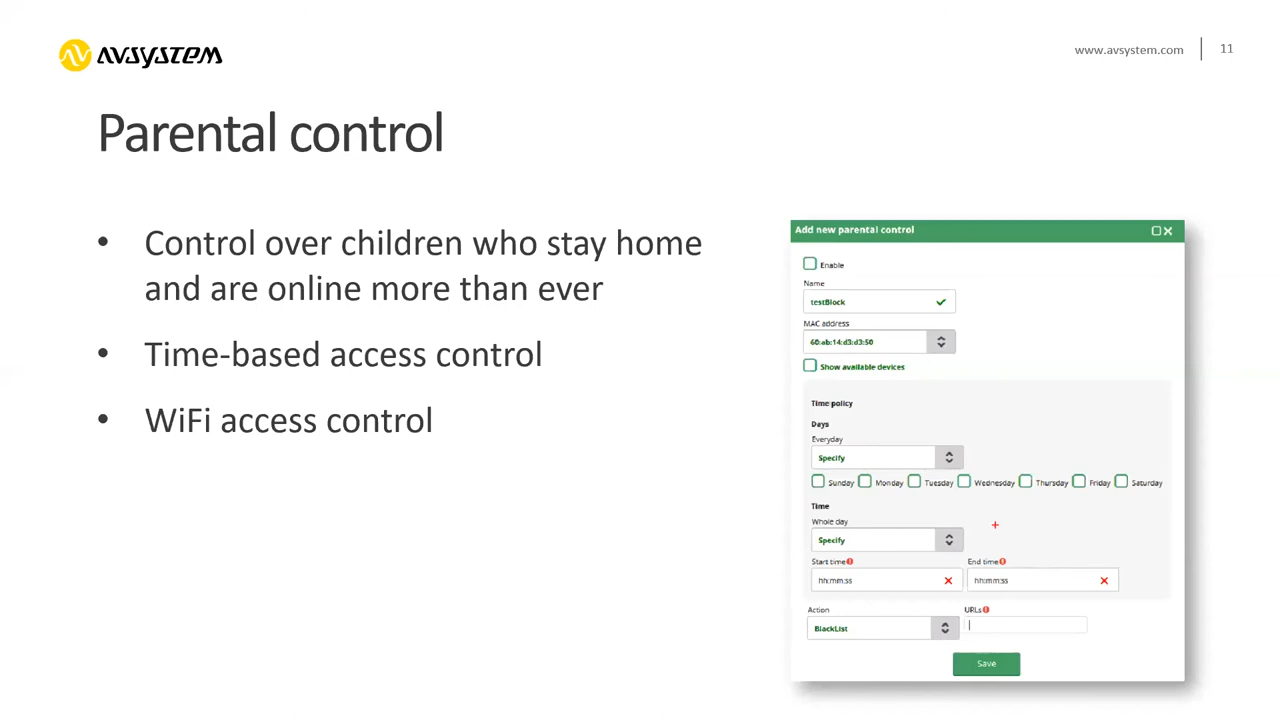 AVSYSTEM
www.avsystem.com
11
Parental control
• Control over children who stay home
and are online more than ever
• Time-based access control
• WiFi access control
Add new parental control
Enable
Name
testBlock
MAC address
60:ab:14:d3:d3:50
Show available devices
Time policy
Days
Everyday
Specify
Sunday Monday Tuesday Wednesday Thursday Friday Saturday
Time
Whole day
Specify
Start time End time
hh:mm:ss hh:mm:ss
Action URLs
BlackList
Save